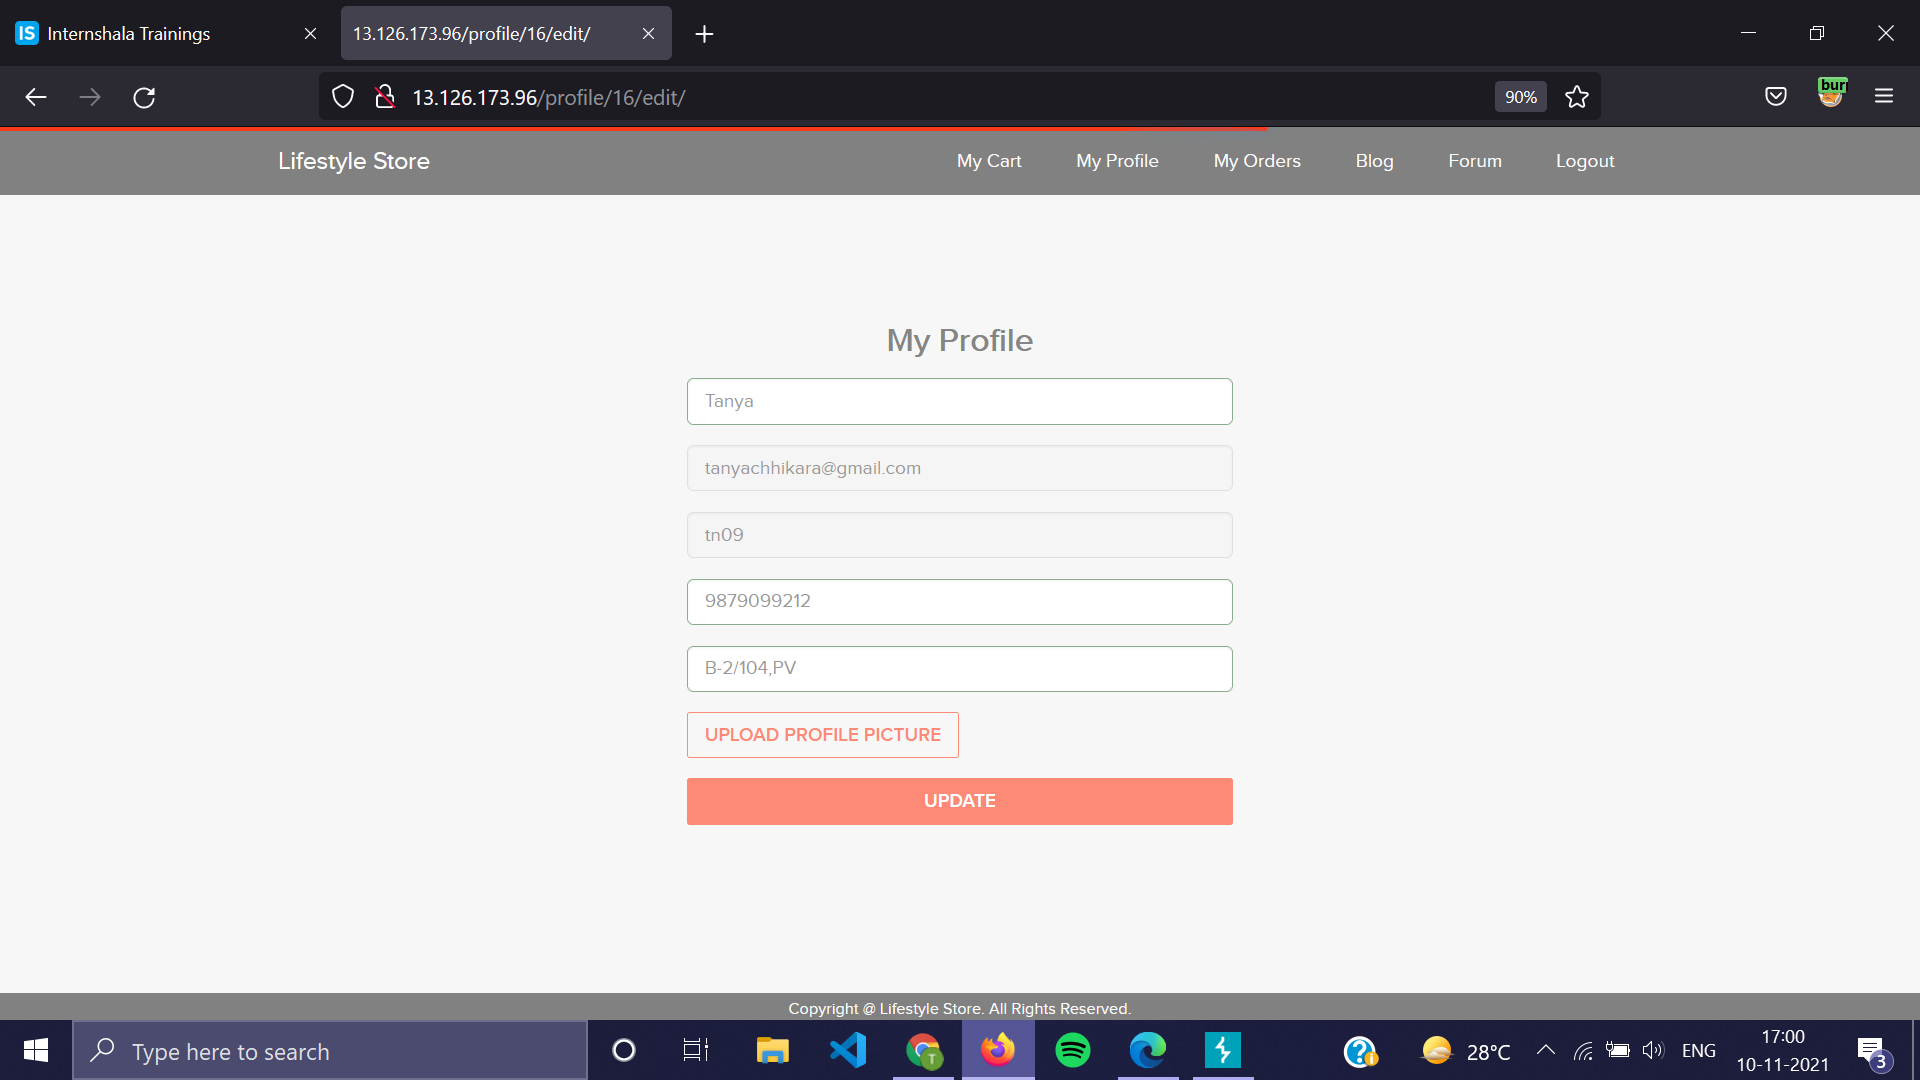 IS Internshala Trainings
13.126.173.96/profile/16/edit/
13.126.173.96/profile/16/edit/
90%
bur
Lifestyle Store
My Cart
My Profile
My Orders
Blog
Forum
Logout
My Profile
Tanya
tanyachhikara@gmail.com
tn09
9879099212
B-2/104,PV
UPLOAD PROFILE PICTURE
UPDATE
Copyright @ Lifestyle Store. All Rights Reserved.
Type here to search
T
28°C
ENG
17:00
10-11-2021
3